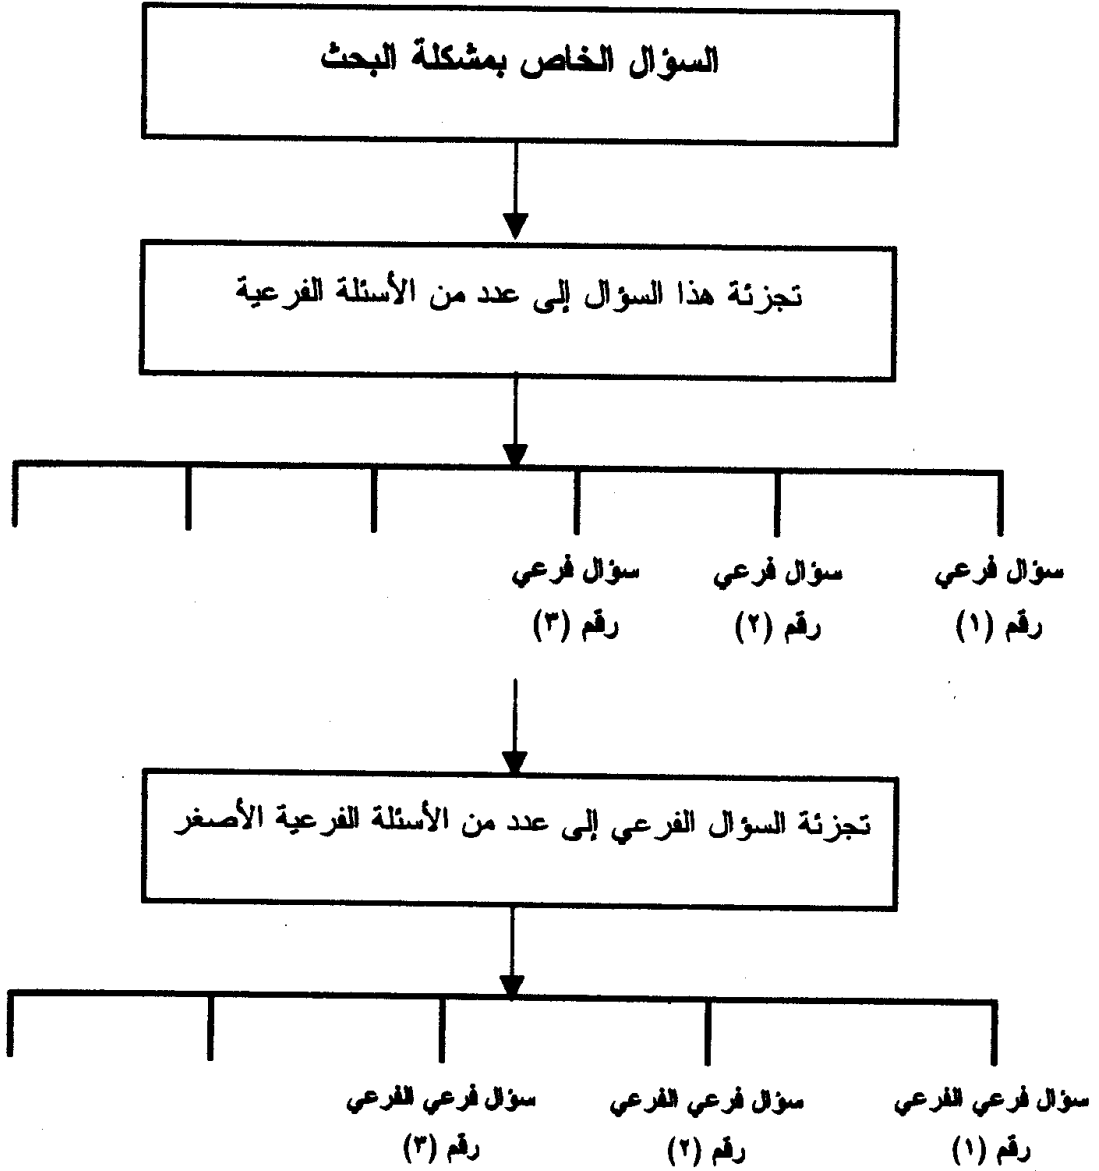 السؤال الخاص بمشكلة البحث
تجزئة هذا السؤال إلى عدد من الأسئلة الفرعية
سؤال فرعي
رقم (١)
سؤال فرعي
رقم (٢)
سؤال فرعي
رقم (٣)
تجزئة السؤال الفرعي إلى عدد من الأسئلة الفرعية الأصغر
سؤال فرعي الفرعي
رقم (١)
سؤال فرعي الفرعي
رقم (٢)
سؤال فرعي الفرعي
رقم (٣)